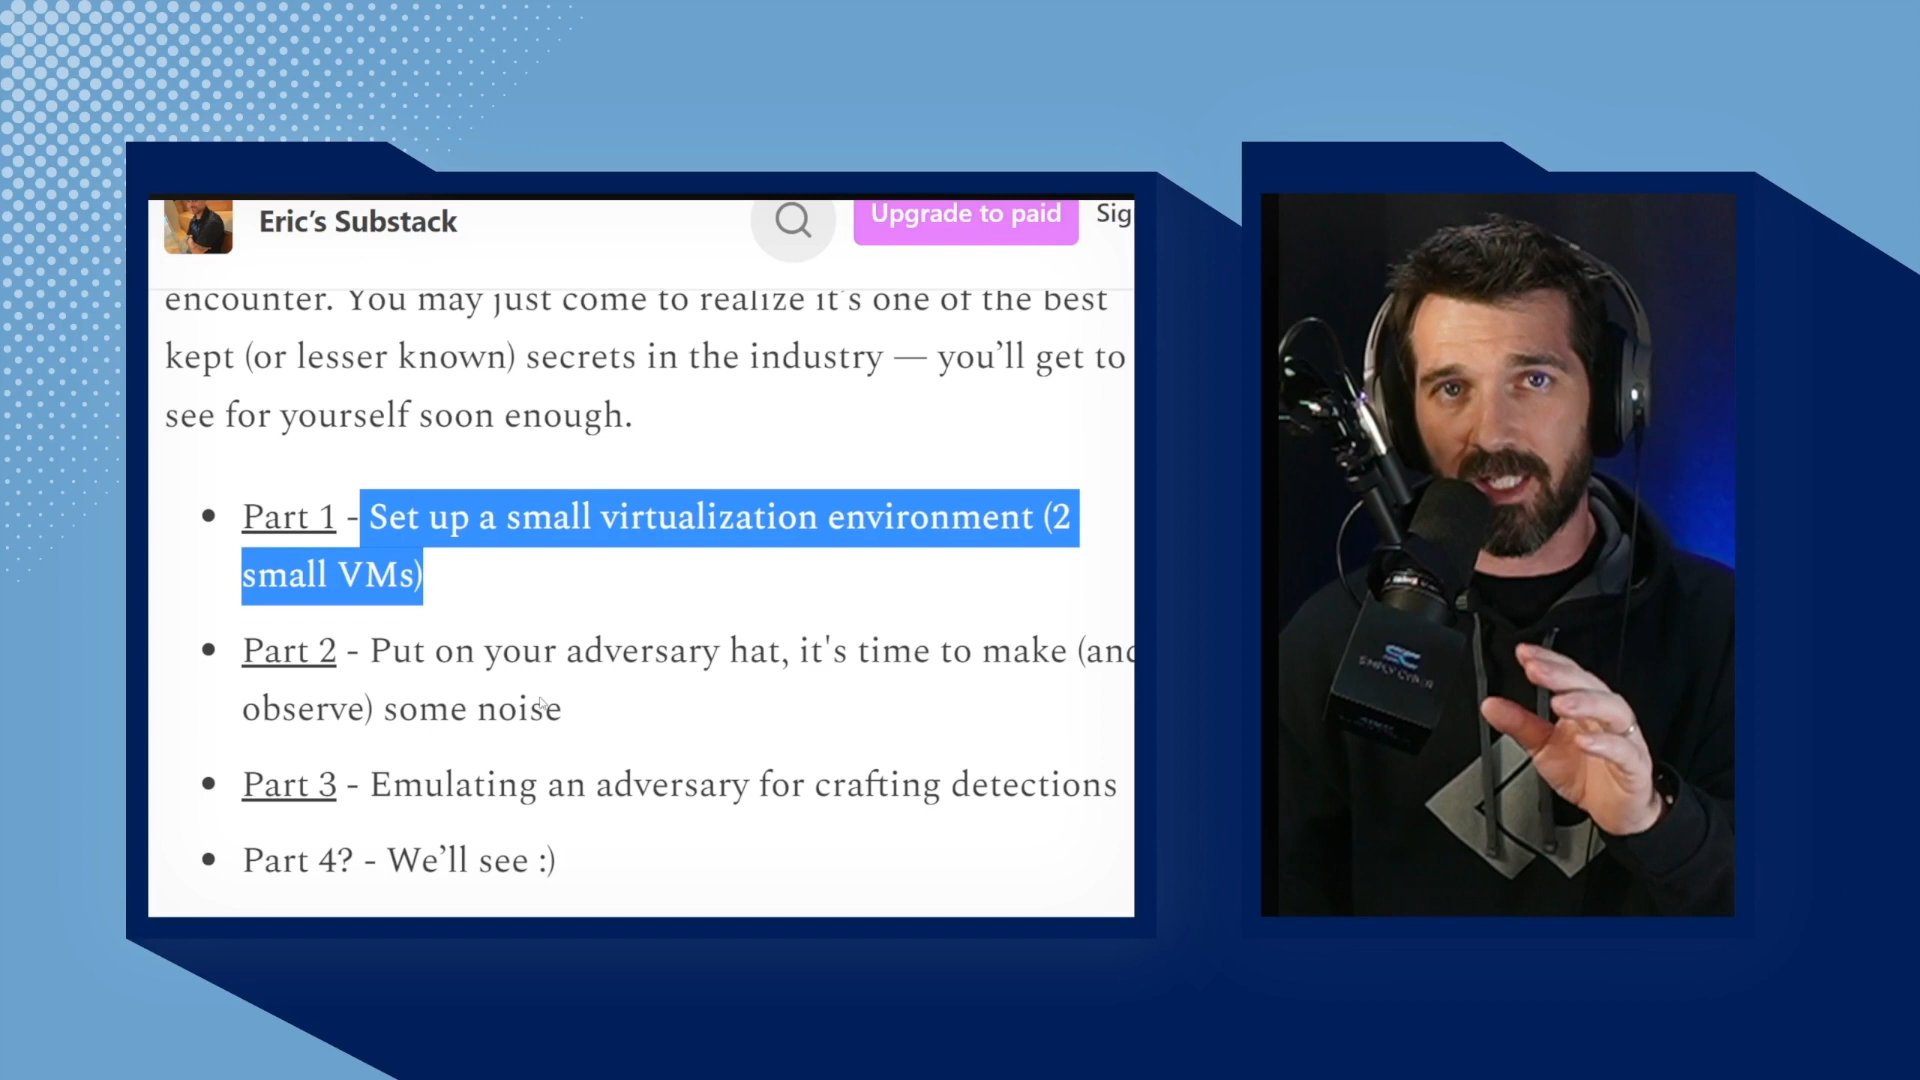 Eric’s Substack
Upgrade to paid
Sig
encounter. You may just come to realize it’s one of the best
kept (or lesser known) secrets in the industry — you’ll get to
see for yourself soon enough.
• Part 1 - Set up a small virtualization environment (2
small VMs)
• Part 2 - Put on your adversary hat, it's time to make (and
observe) some noise
• Part 3 - Emulating an adversary for crafting detections
• Part 4? - We’ll see :)
SIMPLY CYBER